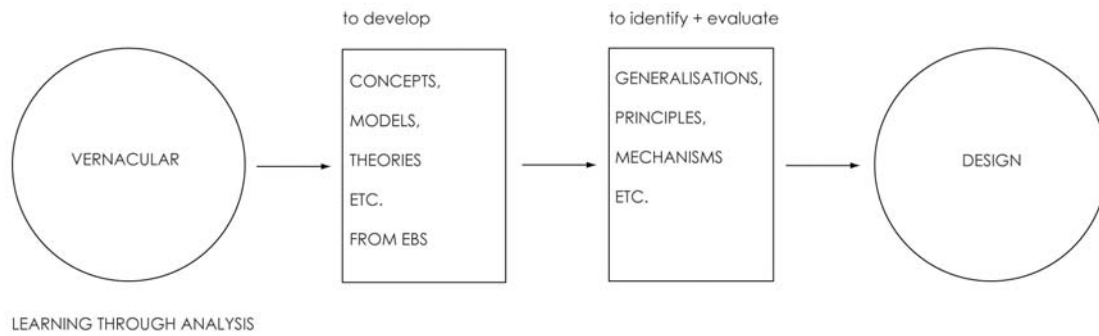 to develop
to identify + evaluate
VERNACULAR
CONCEPTS,
MODELS,
THEORIES
ETC.
FROM EBS
GENERALISATIONS,
PRINCIPLES,
MECHANISMS
ETC.
DESIGN
LEARNING THROUGH ANALYSIS